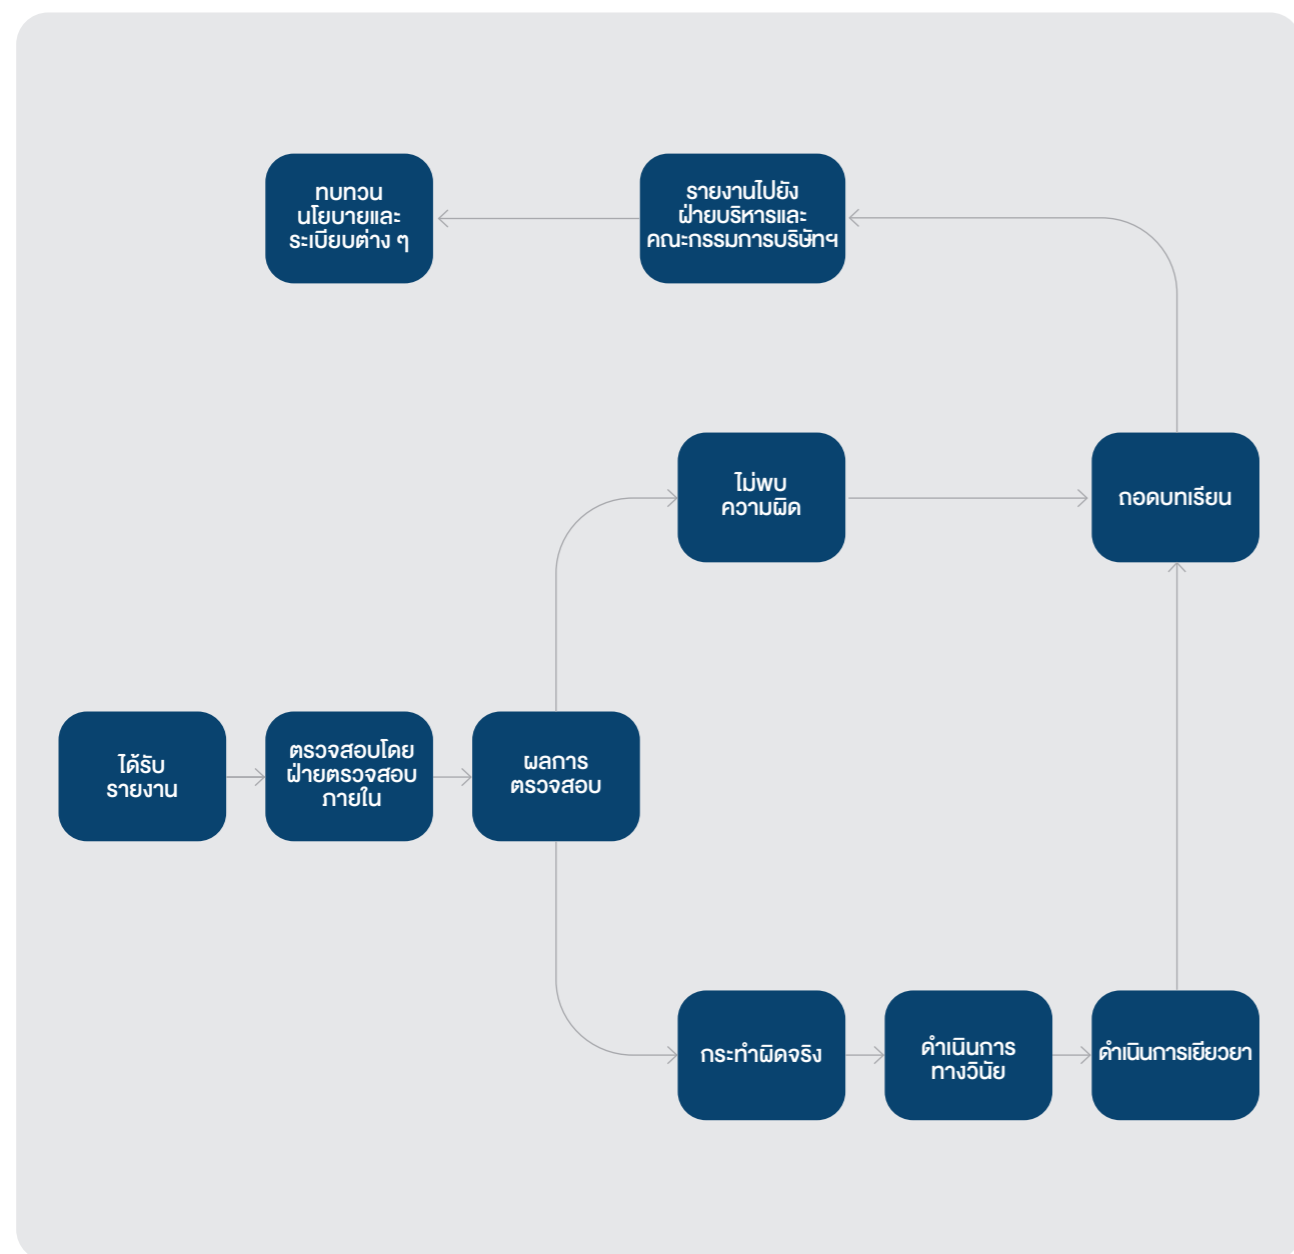 ทบทวน
นโยบายและ
ระเบียบต่าง ๆ
รายงานไปยัง
ฝ่ายบริหารและ
คณะกรรมการบริษัทฯ
ไม่พบ
ความผิด
ถอดบทเรียน
ได้รับ
รายงาน
ตรวจสอบโดย
ฝ่ายตรวจสอบ
ภายใน
ผลการ
ตรวจสอบ
กระทำผิดจริง
ดำเนินการ
ทางวินัย
ดำเนินการเยียวยา